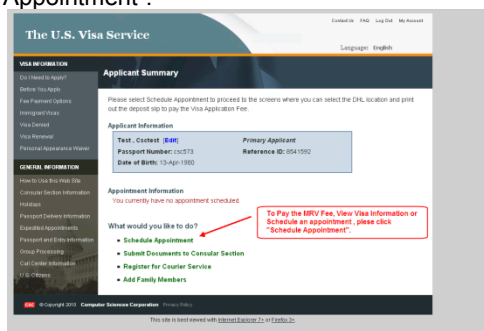 Appointment".
Contact Us FAQ Log Out My Account
The U.S. Visa Service
Language: English
VISA INFORMATION
Do I Need to Apply?
Before You Apply
Fee Payment Options
Immigrant Visas
Visa Denied
Visa Renewal
Personal Appearance Waiver
GENERAL INFORMATION
How to Use this Web Site
Consular Section Information
Holidays
Passport Delivery Information
Expedited Appointments
Passport and Entry Information
Group Processing
Call Center Information
U.S. Citizens
Applicant Summary
Please select Schedule Appointment to proceed to the screens where you can select the DHL location and print
out the deposit slip to pay the Visa Application Fee.
Applicant Information
Test , Csctest [Edit] Primary Applicant
Passport Number: csc573 Reference ID: 8541592
Date of Birth: 13-Apr-1980
Appointment Information
You currently have no appointment scheduled.
To Pay the MRV Fee, View Visa Information or
Schedule an appointment , plese click
"Schedule Appointment".
What would you like to do?
Schedule Appointment
Submit Documents to Consular Section
Register for Courier Service
Add Family Members
CSC © Copyright 2010 Computer Sciences Corporation Privacy Policy
This site is best viewed with Internet Explorer 7+ or Firefox 3+.